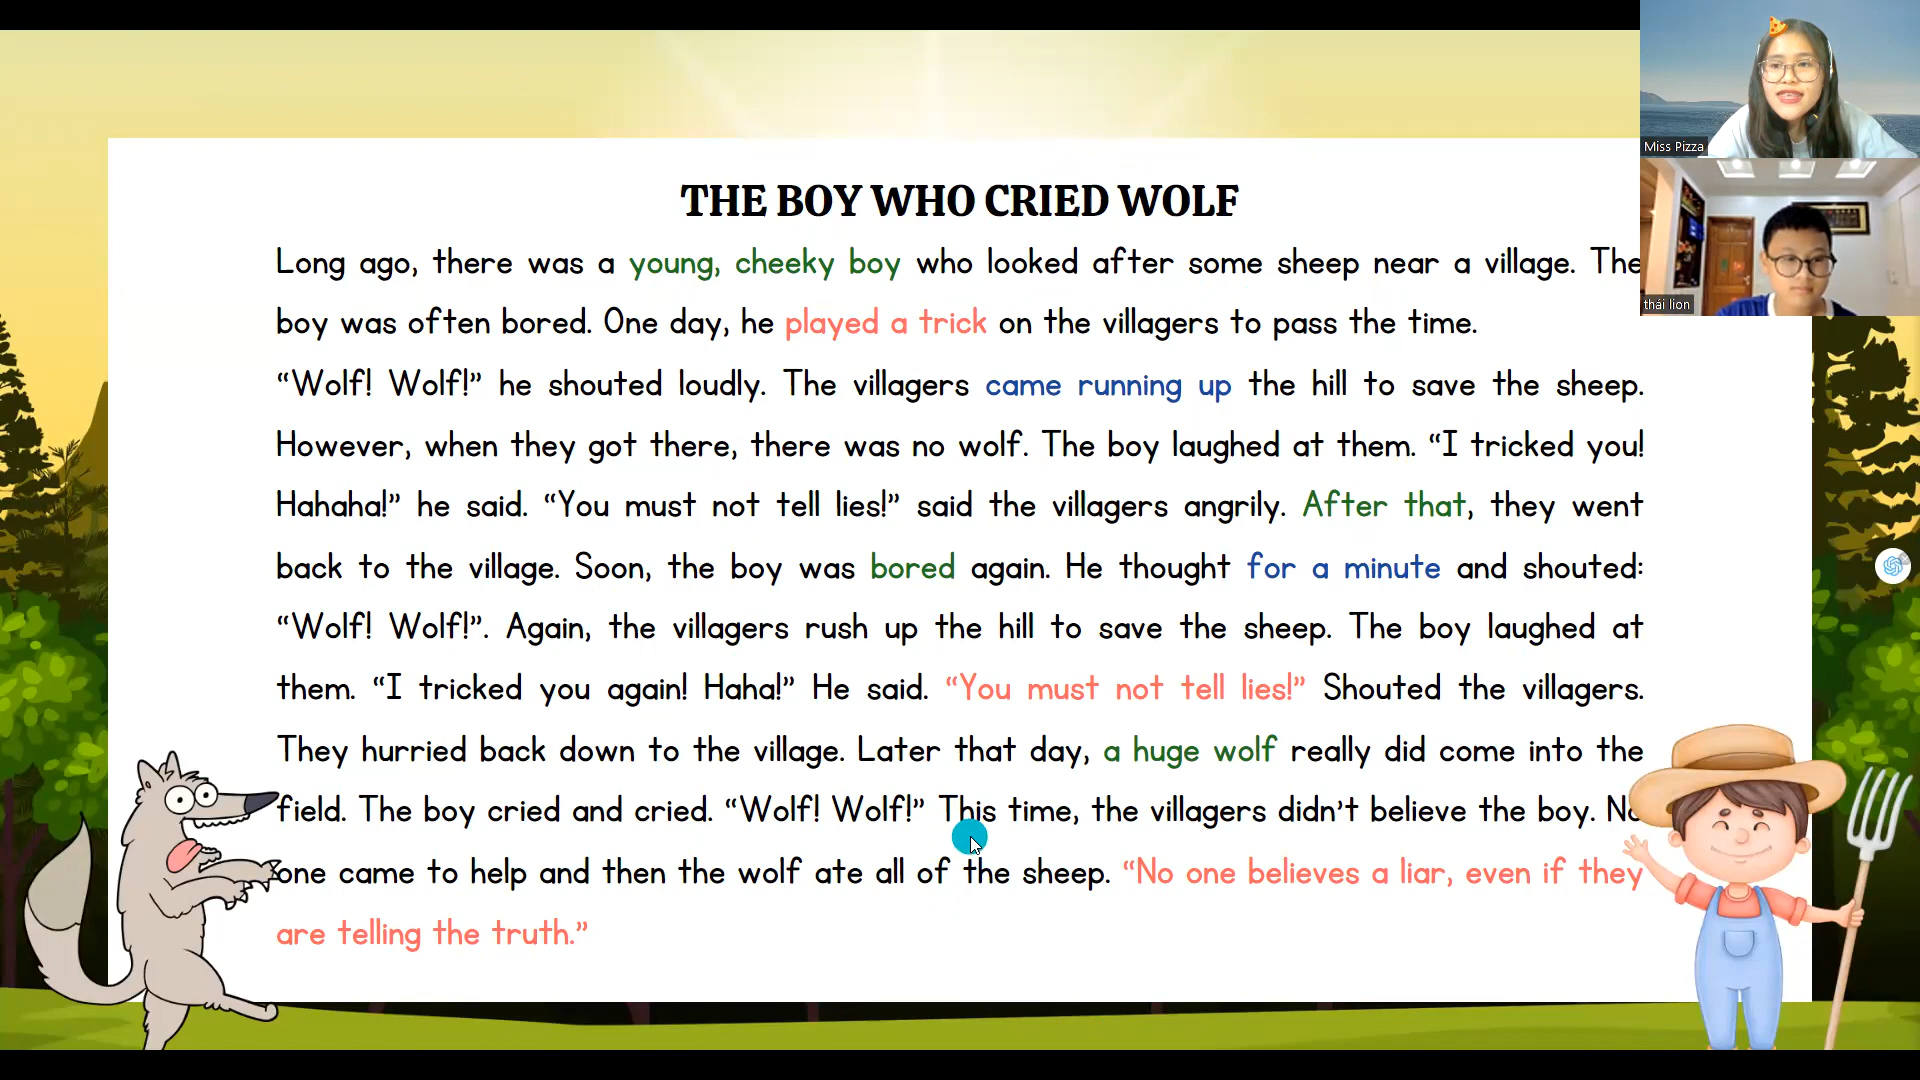 THE BOY WHO CRIED WOLF
Long ago, there was a young, cheeky boy who looked after some sheep near a village. The
boy was often bored. One day, he played a trick on the villagers to pass the time.
“Wolf! Wolf!” he shouted loudly. The villagers came running up the hill to save the sheep.
However, when they got there, there was no wolf. The boy laughed at them. “I tricked you!
Hahaha!” he said. “You must not tell lies!” said the villagers angrily. After that, they went
back to the village. Soon, the boy was bored again. He thought for a minute and shouted:
“Wolf! Wolf!”. Again, the villagers rush up the hill to save the sheep. The boy laughed at
them. “I tricked you again! Haha!” He said. “You must not tell lies!” Shouted the villagers.
They hurried back down to the village. Later that day, a huge wolf really did come into the
field. The boy cried and cried. “Wolf! Wolf!” This time, the villagers didn't believe the boy. No
one came to help and then the wolf ate all of the sheep. “No one believes a liar, even if they
are telling the truth.”
Miss Pizza
thái lion